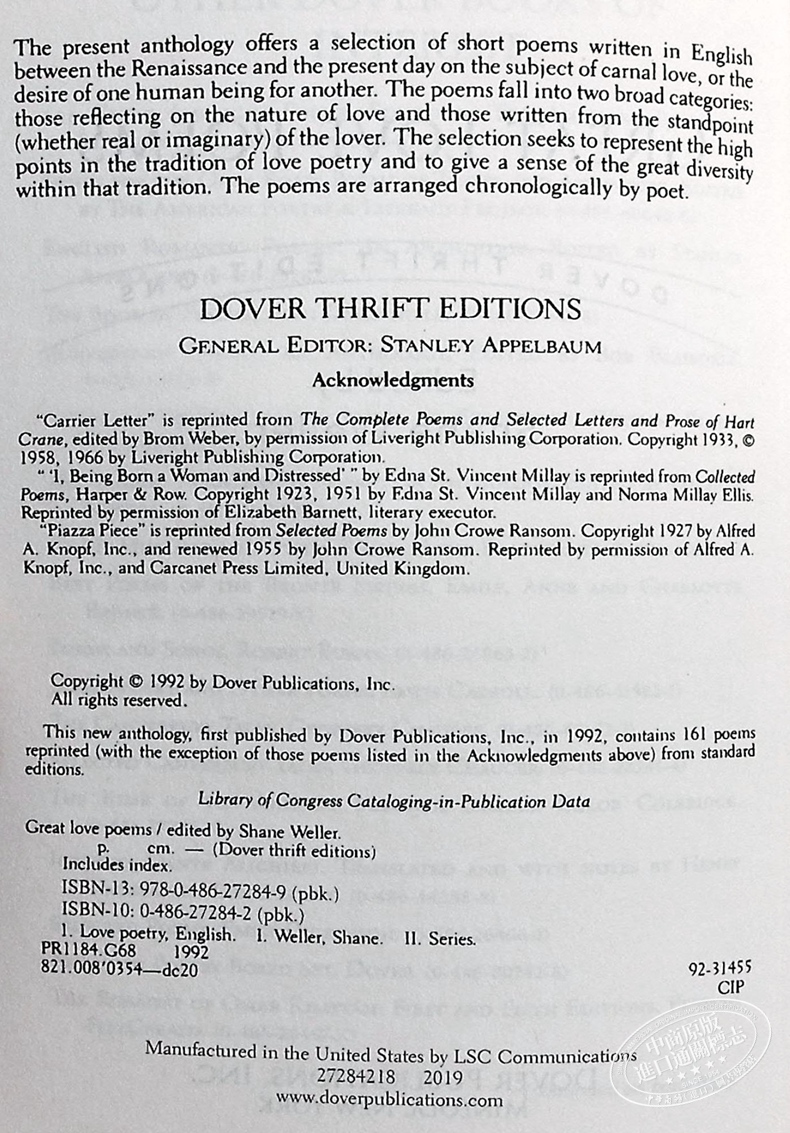 The present anthology offers a selection of short poems written in English
between the Renaissance and the present day on the subject of carnal love, or the
desire of one human being for another. The poems fall into two broad categories:
those reflecting on the nature of love and those written from the standpoint
(whether real or imaginary) of the lover. The selection seeks to represent the high
points in the tradition of love poetry and to give a sense of the great diversity
within that tradition. The poems are arranged chronologically by poet.
DOVER THRIFT EDITIONS
DOVER THRIFT EDITIONS
GENERAL EDITOR: STANLEY APPELBAUM
Acknowledgments
“Carrier Letter” is reprinted from The Complete Poems and Selected Letters and Prose of Hart
Crane, edited by Brom Weber, by permission of Liveright Publishing Corporation. Copyright 1933, ©
1958, 1966 by Liveright Publishing Corporation.
“ ‘I, Being Born a Woman and Distressed’ ” by Edna St. Vincent Millay is reprinted from Collected
Poems, Harper & Row. Copyright 1923, 1951 by Edna St. Vincent Millay and Norma Millay Ellis.
Reprinted by permission of Elizabeth Barnett, literary executor.
“Piazza Piece” is reprinted from Selected Poems by John Crowe Ransom. Copyright 1927 by Alfred
A. Knopf, Inc., and renewed 1955 by John Crowe Ransom. Reprinted by permission of Alfred A.
Knopf, Inc., and Carcanet Press Limited, United Kingdom.
Copyright © 1992 by Dover Publications, Inc.
All rights reserved.
This new anthology, first published by Dover Publications, Inc., in 1992, contains 161 poems
reprinted (with the exception of those poems listed in the Acknowledgments above) from standard
editions.
Library of Congress Cataloging-in-Publication Data
Great love poems / edited by Shane Weller.
p. cm. — (Dover thrift editions)
Includes index.
ISBN-13: 978-0-486-27284-9 (pbk.)
ISBN-10: 0-486-27284-2 (pbk.)
1. Love poetry, English. I. Weller, Shane. II. Series.
PR1184.G68 1992
821.008'0354—dc20
92-31455
CIP
Manufactured in the United States by LSC Communications
27284218 2019
www.doverpublications.com
中商原版
進口通關標志